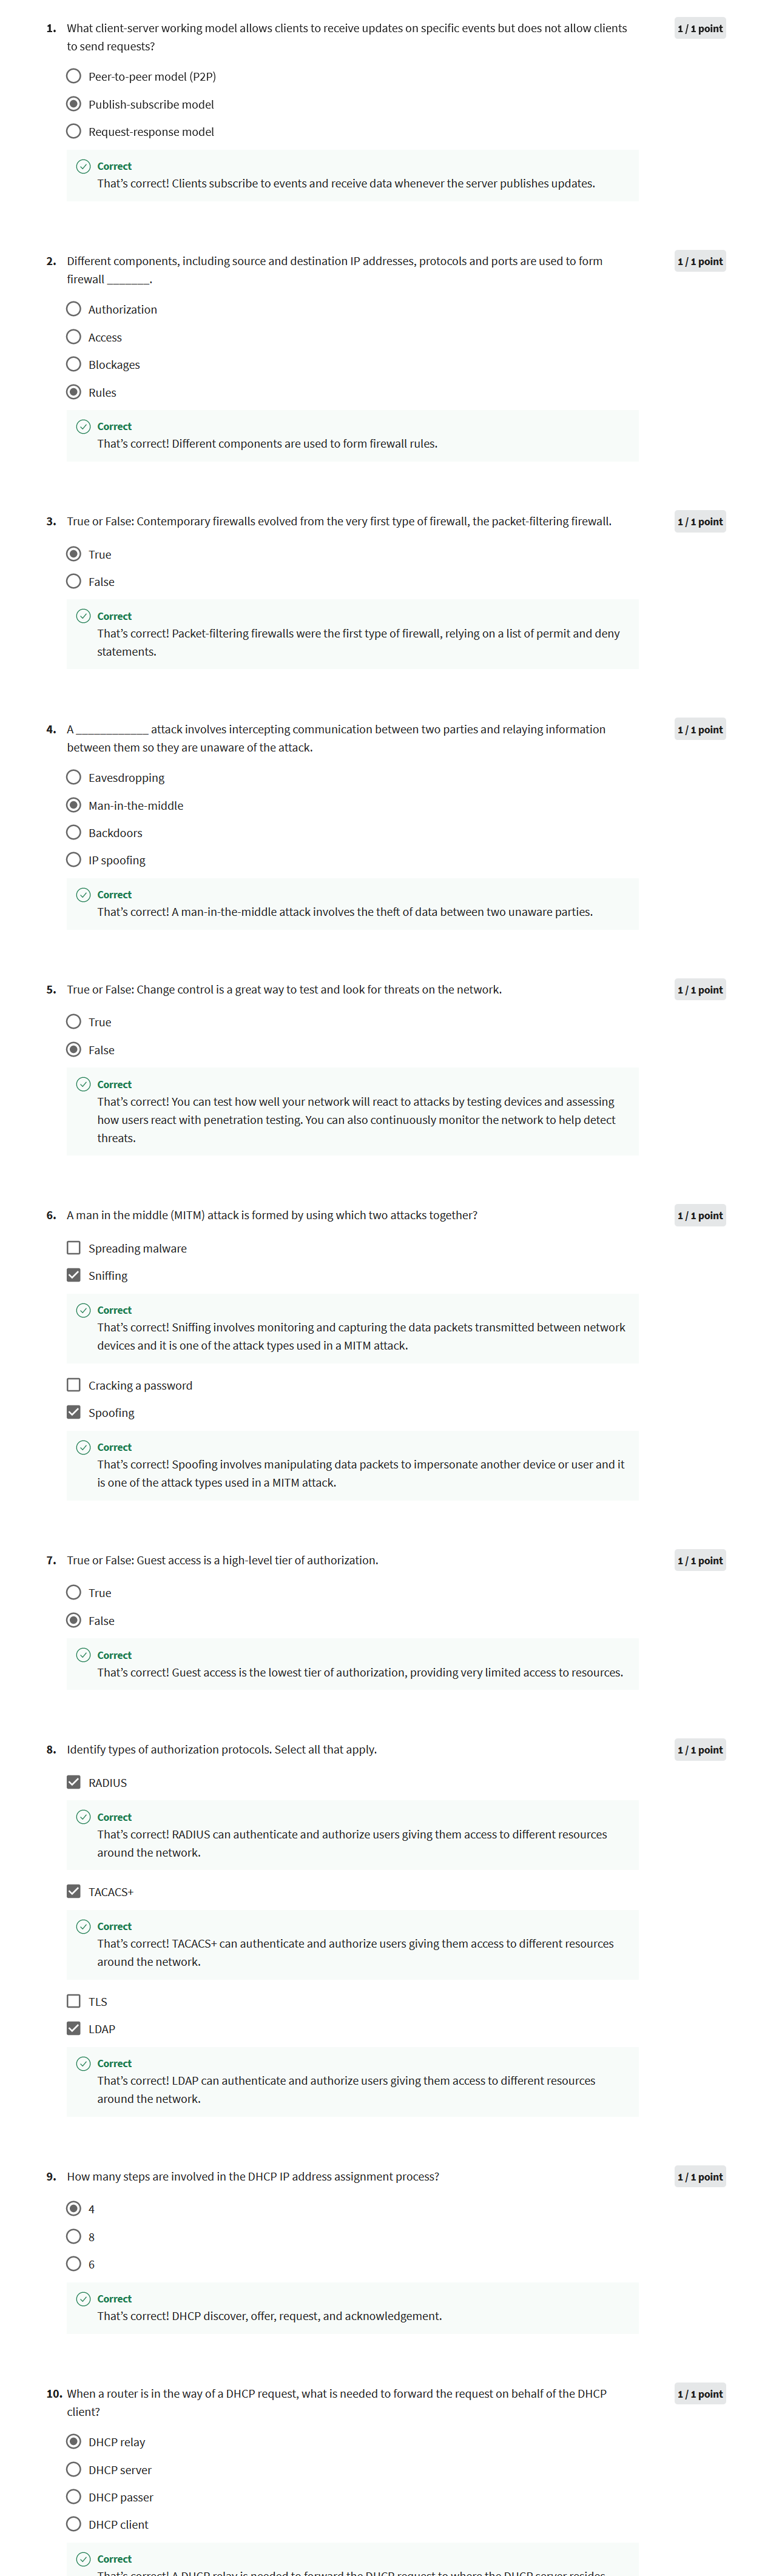 1. What client-server working model allows clients to receive updates on specific events but does not allow clients
to send requests?
1 / 1 point
Peer-to-peer model (P2P)
Publish-subscribe model
Request-response model
Correct
That's correct! Clients subscribe to events and receive data whenever the server publishes updates.
2. Different components, including source and destination IP addresses, protocols and ports are used to form
firewall _______.
1 / 1 point
Authorization
Access
Blockages
Rules
Correct
That's correct! Different components are used to form firewall rules.
3. True or False: Contemporary firewalls evolved from the very first type of firewall, the packet-filtering firewall.
1 / 1 point
True
False
Correct
That's correct! Packet-filtering firewalls were the first type of firewall, relying on a list of permit and deny
statements.
4. A ____________ attack involves intercepting communication between two parties and relaying information
between them so they are unaware of the attack.
1 / 1 point
Eavesdropping
Man-in-the-middle
Backdoors
IP spoofing
Correct
That's correct! A man-in-the-middle attack involves the theft of data between two unaware parties.
5. True or False: Change control is a great way to test and look for threats on the network.
1 / 1 point
True
False
Correct
That's correct! You can test how well your network will react to attacks by testing devices and assessing
how users react with penetration testing. You can also continuously monitor the network to help detect
threats.
6. A man in the middle (MITM) attack is formed by using which two attacks together?
1 / 1 point
Spreading malware
Sniffing
Correct
That's correct! Sniffing involves monitoring and capturing the data packets transmitted between network
devices and it is one of the attack types used in a MITM attack.
Cracking a password
Spoofing
Correct
That's correct! Spoofing involves manipulating data packets to impersonate another device or user and it
is one of the attack types used in a MITM attack.
7. True or False: Guest access is a high-level tier of authorization.
1 / 1 point
True
False
Correct
That's correct! Guest access is the lowest tier of authorization, providing very limited access to resources.
8. Identify types of authorization protocols. Select all that apply.
1 / 1 point
RADIUS
Correct
That's correct! RADIUS can authenticate and authorize users giving them access to different resources
around the network.
TACACS+
Correct
That's correct! TACACS+ can authenticate and authorize users giving them access to different resources
around the network.
TLS
LDAP
Correct
That's correct! LDAP can authenticate and authorize users giving them access to different resources
around the network.
9. How many steps are involved in the DHCP IP address assignment process?
1 / 1 point
4
8
6
Correct
That's correct! DHCP discover, offer, request, and acknowledgement.
10. When a router is in the way of a DHCP request, what is needed to forward the request on behalf of the DHCP
client?
1 / 1 point
DHCP relay
DHCP server
DHCP passer
DHCP client
Correct
That's correct! A DHCP relay is needed to forward the DHCP request to where the DHCP server resides.